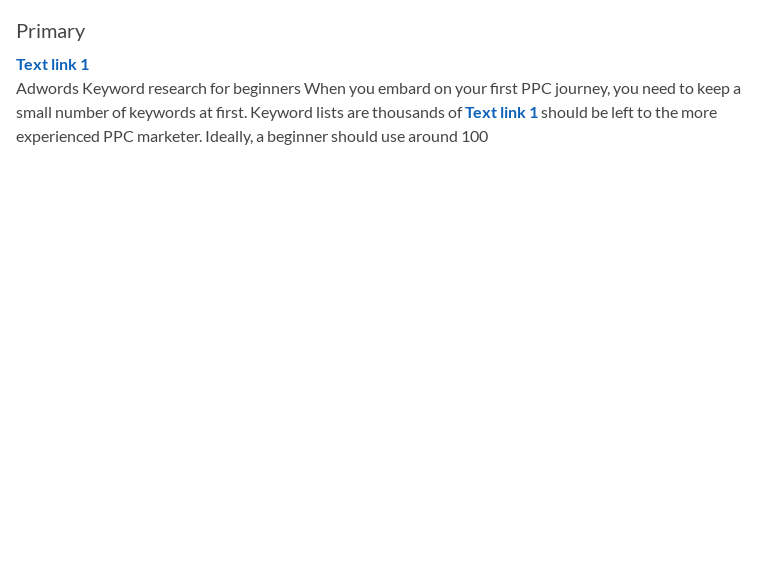 Primary
Text link 1
Adwords Keyword research for beginners When you embard on your first PPC journey, you need to keep a
small number of keywords at first. Keyword lists are thousands of Text link 1 should be left to the more
experienced PPC marketer. Ideally, a beginner should use around 100